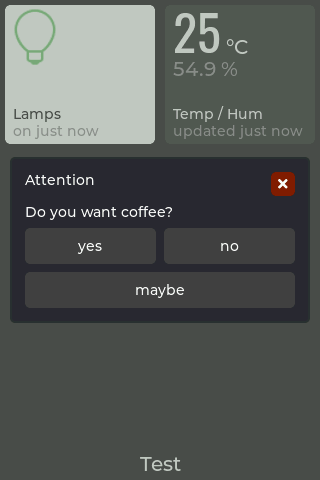 25 °C
54.9 %
Lamps
on just now
Temp / Hum
updated just now
Attention
Do you want coffee?
yes
no
maybe
Test